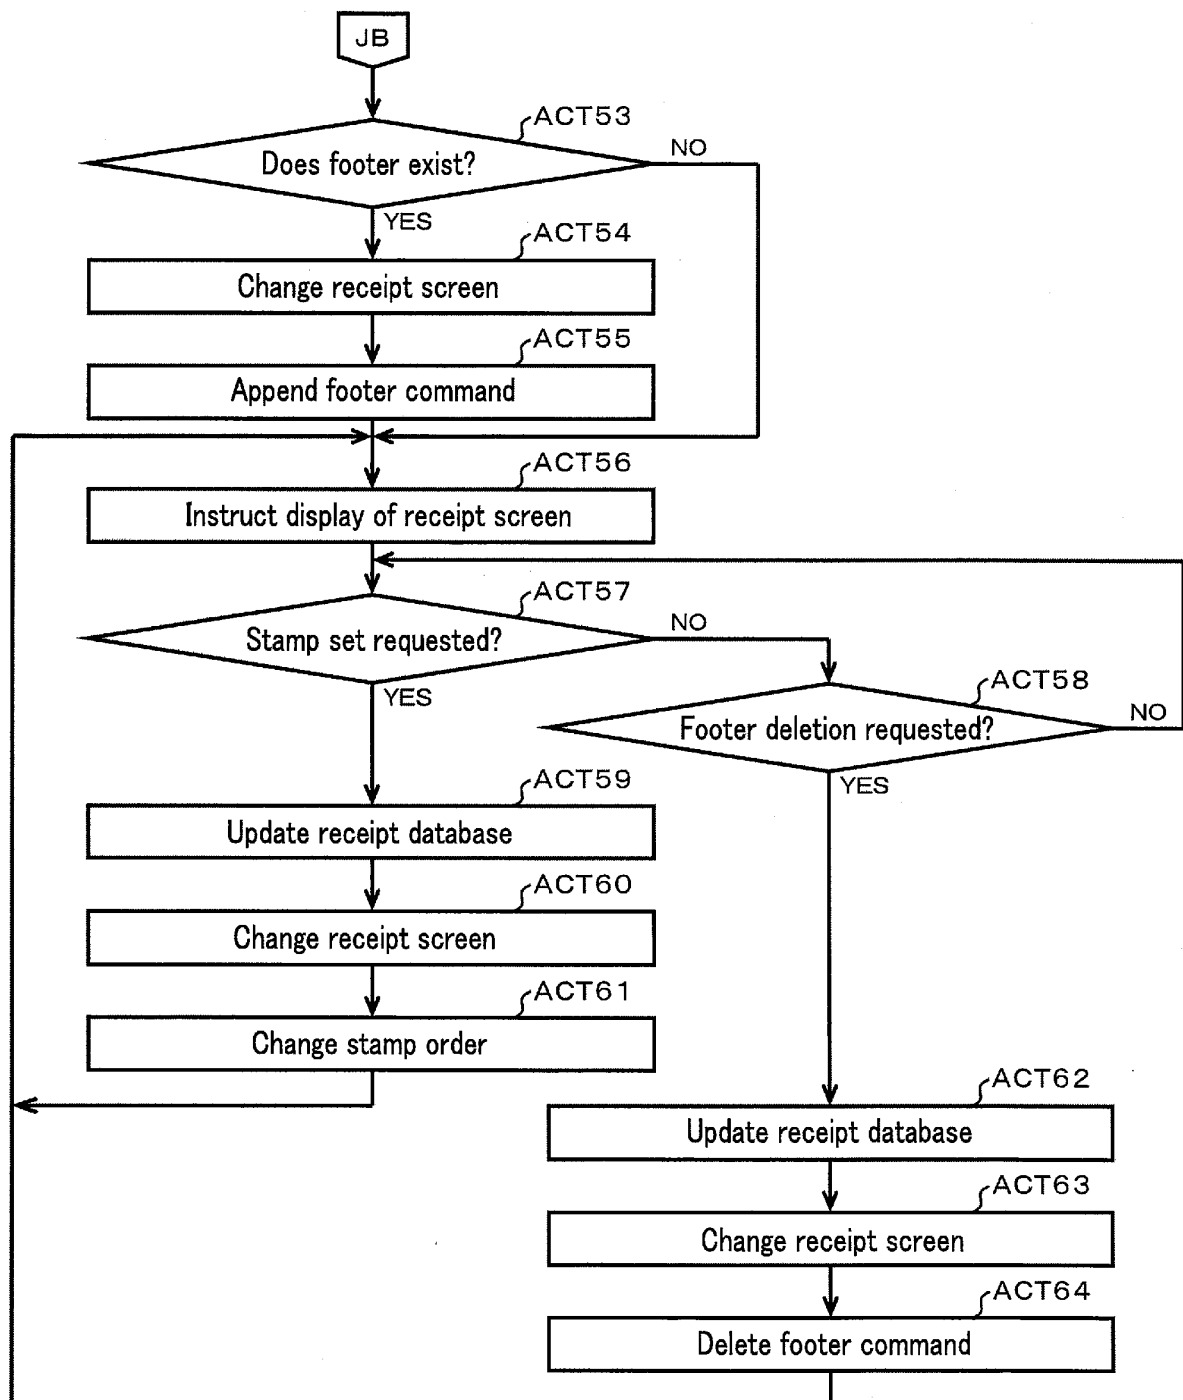 JB
ACT53
Does footer exist?
NO
YES
ACT54
Change receipt screen
ACT55
Append footer command
ACT56
Instruct display of receipt screen
ACT57
Stamp set requested?
NO
YES
ACT58
Footer deletion requested?
NO
YES
ACT59
Update receipt database
ACT60
Change receipt screen
ACT61
Change stamp order
ACT62
Update receipt database
ACT63
Change receipt screen
ACT64
Delete footer command